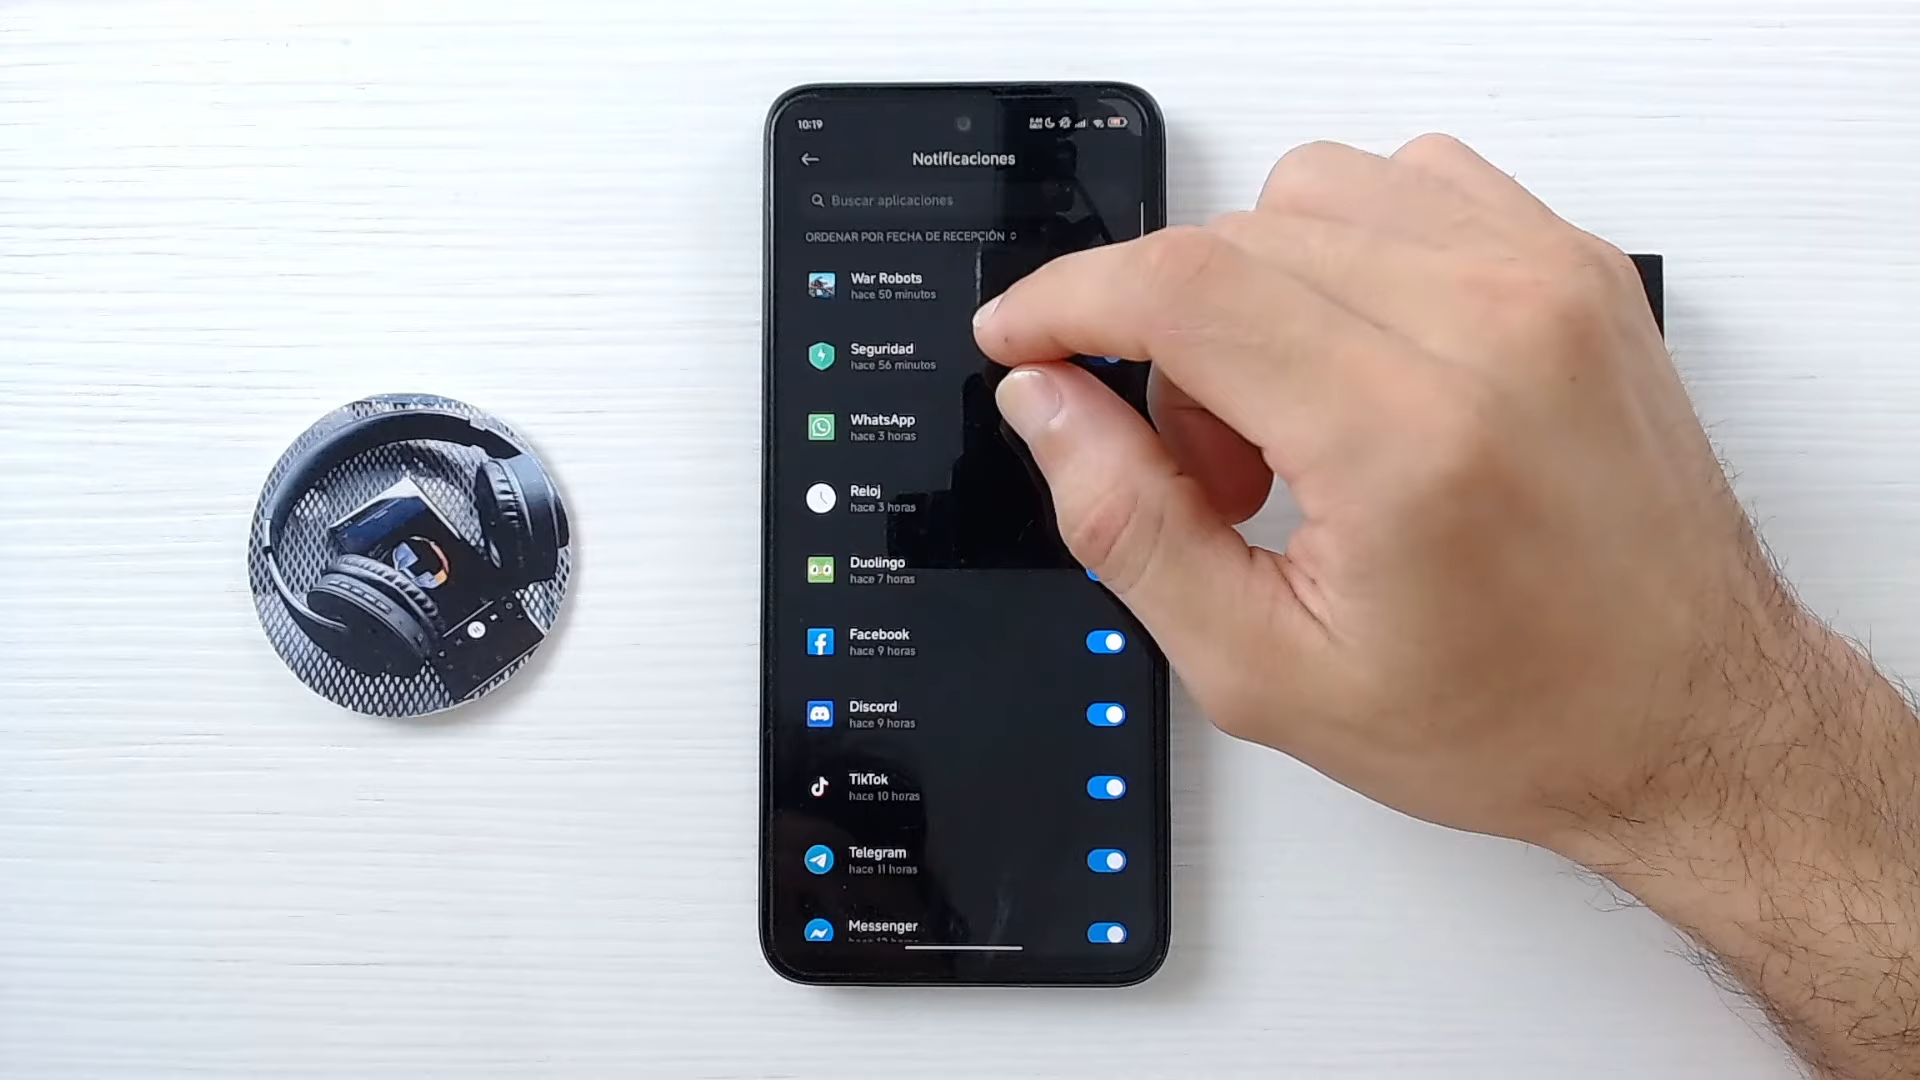 10:19
Notificaciones
Buscar aplicaciones
ORDENAR POR FECHA DE RECEPCIÓN
War Robots
hace 50 minutos
Seguridad
hace 56 minutos
WhatsApp
hace 3 horas
Reloj
hace 3 horas
Duolingo
hace 7 horas
Facebook
hace 9 horas
Discord
hace 9 horas
TikTok
hace 10 horas
Telegram
hace 11 horas
Messenger